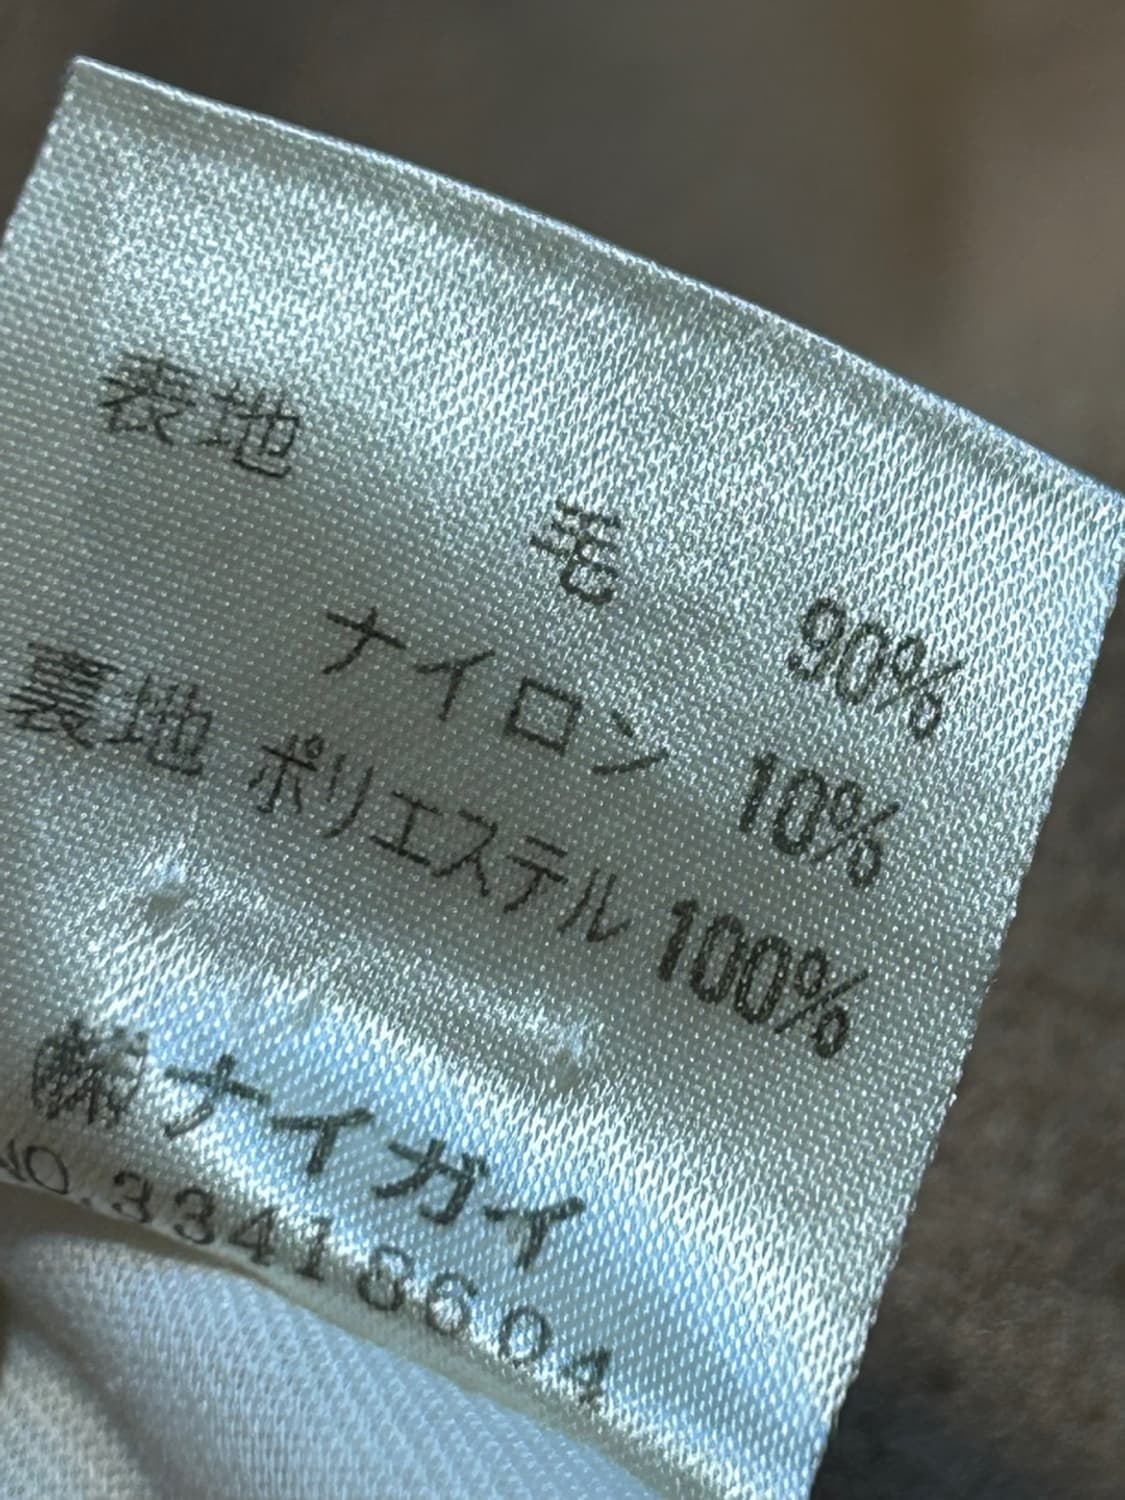 表地
毛 90%
ナイロン 10%
裏地 ポリエステル 100%
㈱ナイガイ
NO.33418604